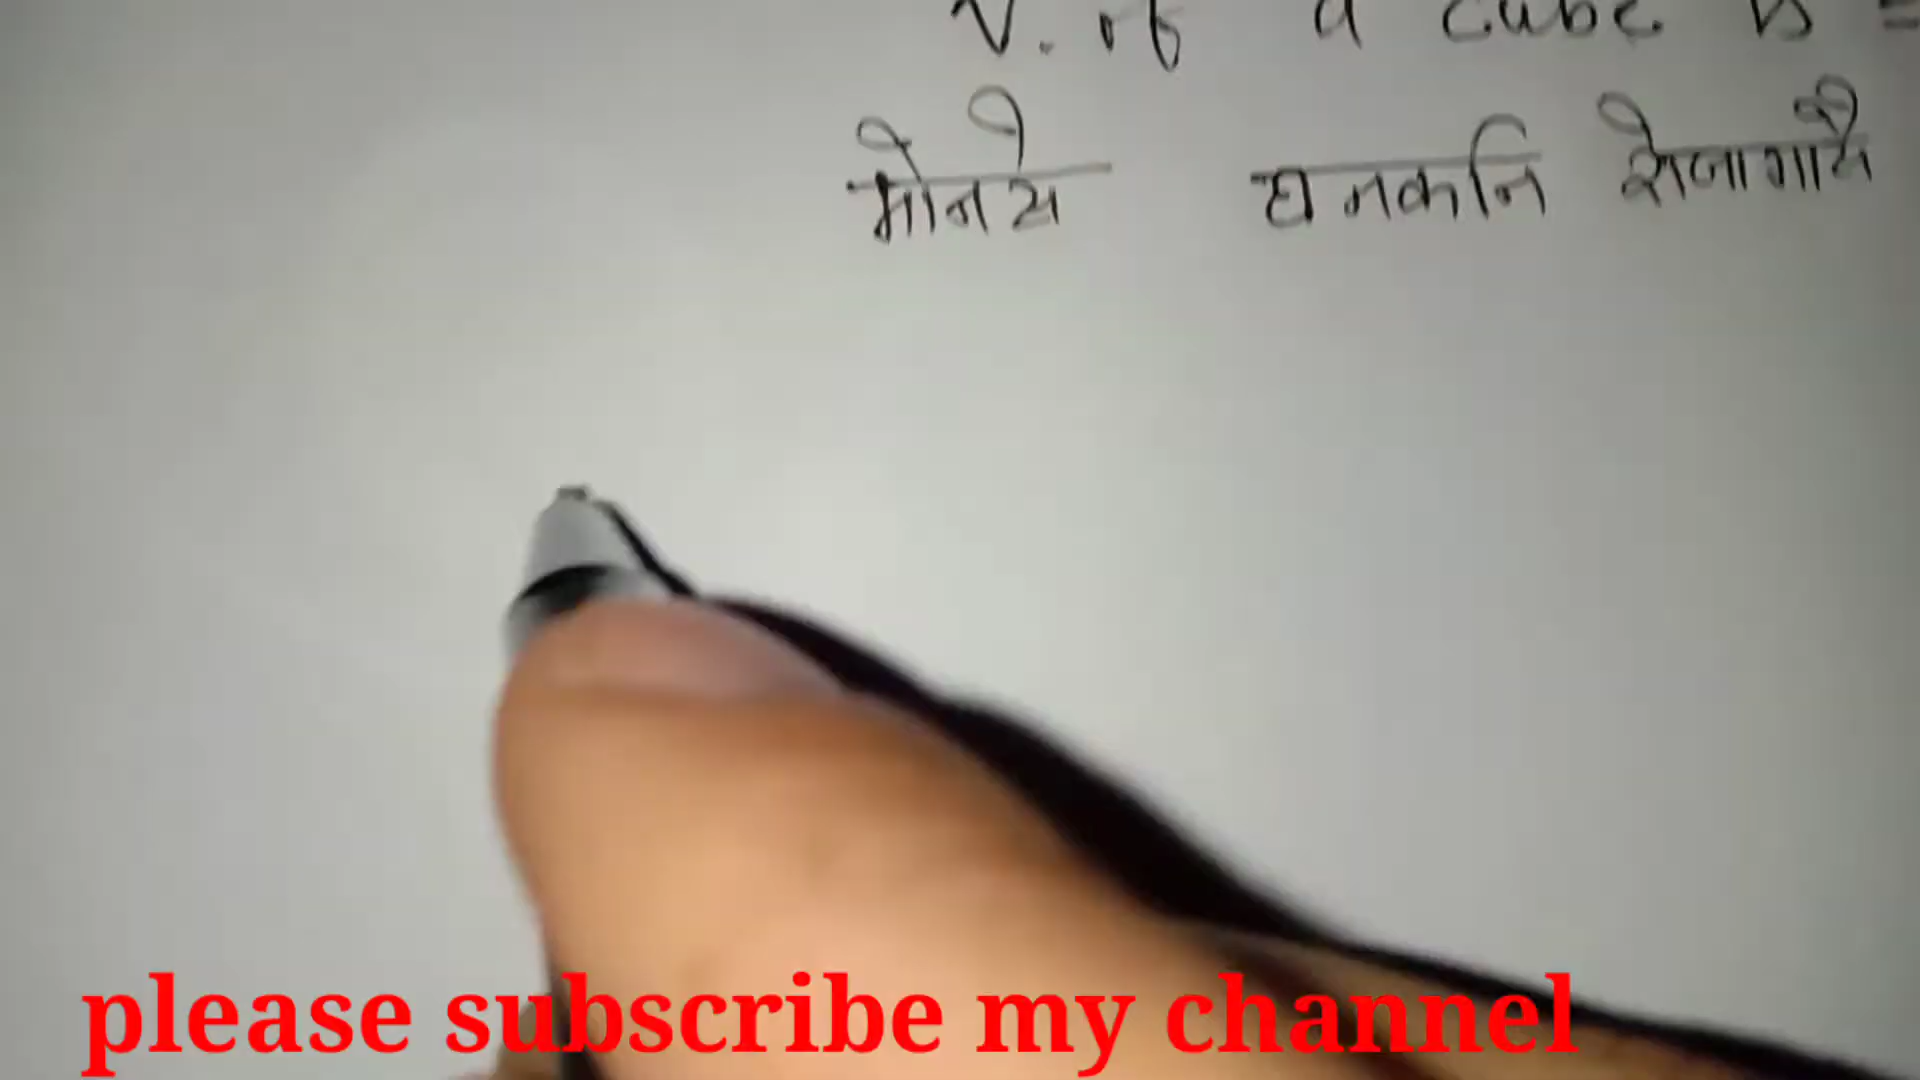 V. of a cube is =
मोनसे घनकनि सेजागासै
please subscribe my channel